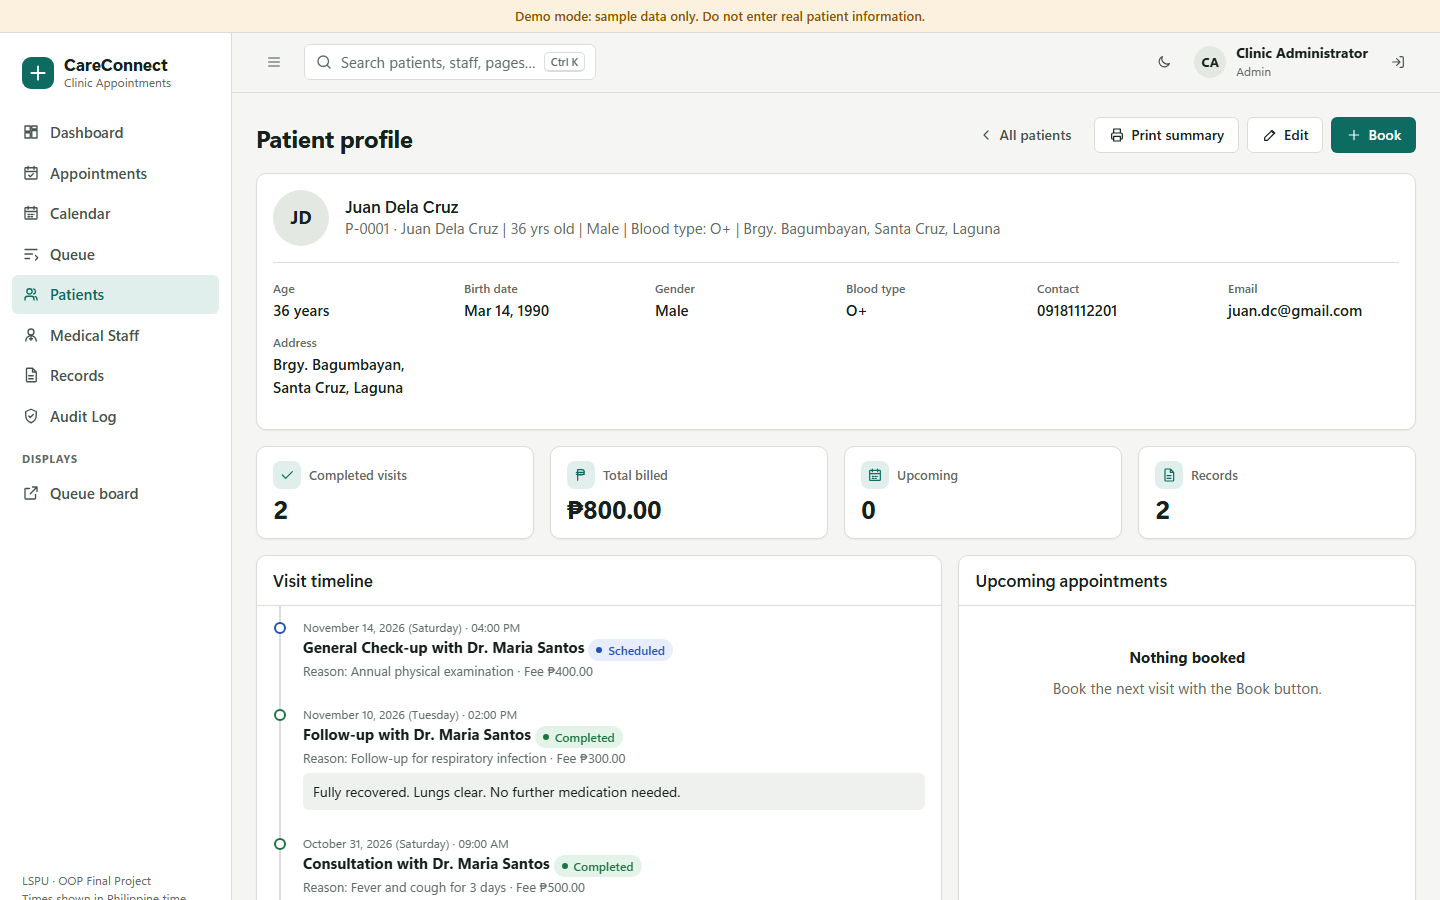 Demo mode: sample data only. Do not enter real patient information.
CareConnect
Clinic Appointments
Search patients, staff, pages...
Ctrl K
CA
Clinic Administrator
Admin
Dashboard
Appointments
Calendar
Queue
Patients
Medical Staff
Records
Audit Log
DISPLAYS
Queue board
LSPU · OOP Final Project
Times shown in Philippine time
Patient profile
All patients
Print summary
Edit
Book
JD
Juan Dela Cruz
P-0001 · Juan Dela Cruz | 36 yrs old | Male | Blood type: O+ | Brgy. Bagumbayan, Santa Cruz, Laguna
Age
36 years
Birth date
Mar 14, 1990
Gender
Male
Blood type
O+
Contact
09181112201
Email
juan.dc@gmail.com
Address
Brgy. Bagumbayan,
Santa Cruz, Laguna
Completed visits
2
Total billed
₱800.00
Upcoming
0
Records
2
Visit timeline
November 14, 2026 (Saturday) · 04:00 PM
General Check-up with Dr. Maria Santos
Scheduled
Reason: Annual physical examination · Fee ₱400.00
November 10, 2026 (Tuesday) · 02:00 PM
Follow-up with Dr. Maria Santos
Completed
Reason: Follow-up for respiratory infection · Fee ₱300.00
Fully recovered. Lungs clear. No further medication needed.
October 31, 2026 (Saturday) · 09:00 AM
Consultation with Dr. Maria Santos
Completed
Reason: Fever and cough for 3 days · Fee ₱500.00
Upcoming appointments
Nothing booked
Book the next visit with the Book button.